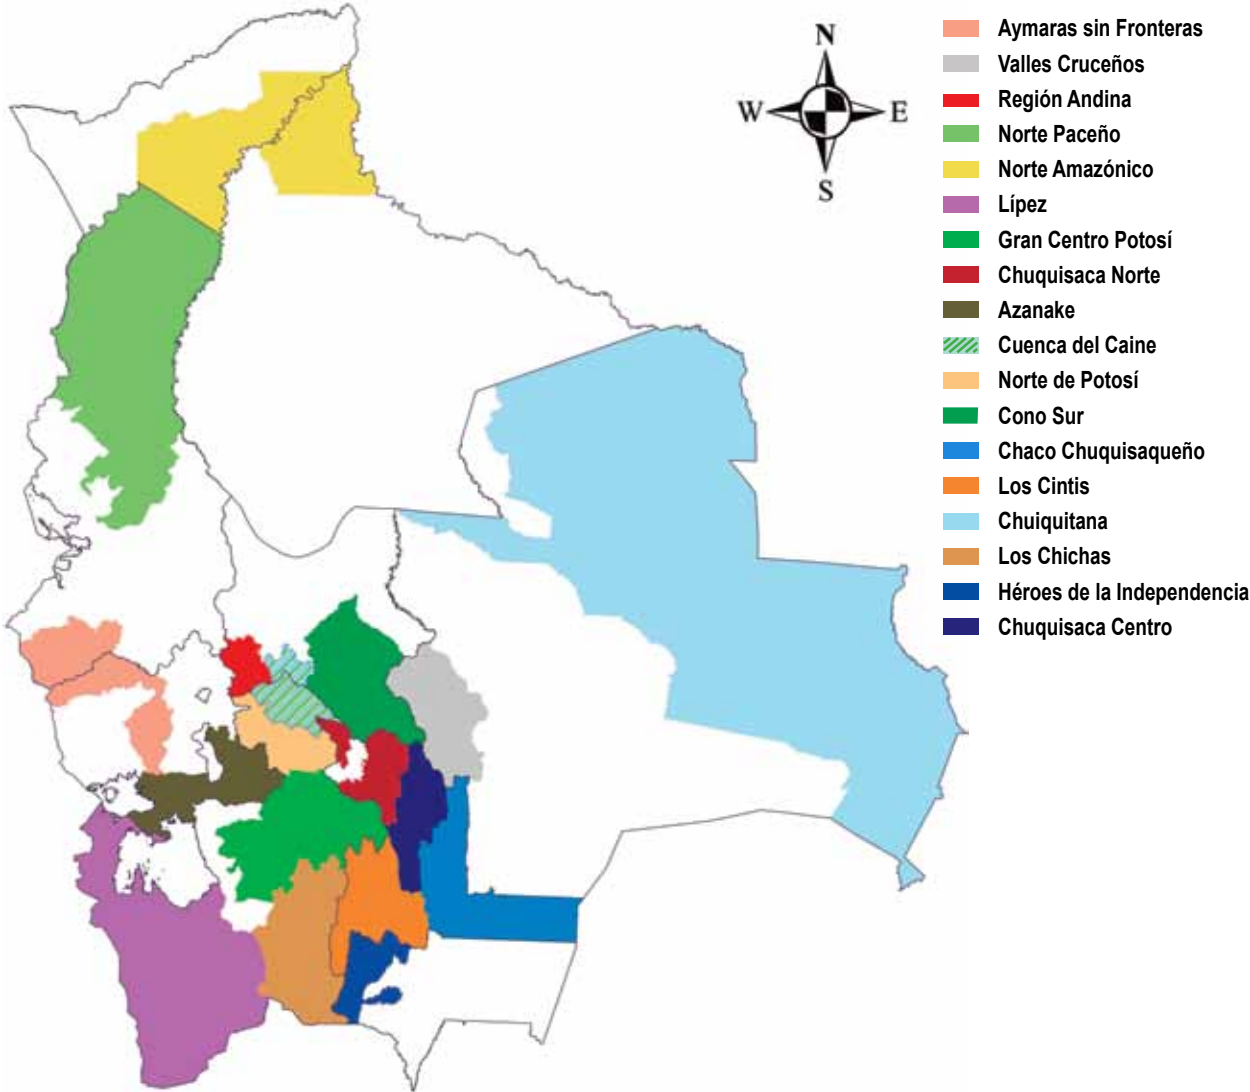 N
W E
S
Aymaras sin Fronteras
Valles Cruceños
Región Andina
Norte Paceño
Norte Amazónico
Lípez
Gran Centro Potosí
Chuquisaca Norte
Azanake
Cuenca del Caine
Norte de Potosí
Cono Sur
Chaco Chuquisaqueño
Los Cintis
Chuiquitana
Los Chichas
Héroes de la Independencia
Chuquisaca Centro